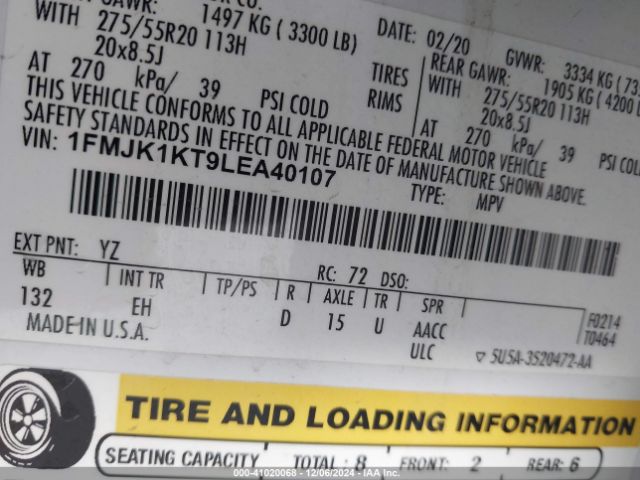 CO.
GAWR: 1497 KG (3300 LB)
WITH 275/55R20 113H
20x8.5J
AT 270 kPa/ 39 PSI COLD
DATE: 02/20 GVWR: 3334 KG (73
REAR GAWR: 1905 KG (4200 L
TIRES WITH 275/55R20 113H
RIMS 20x8.5J
AT 270 kPa/ 39 PSI COLD
THIS VEHICLE CONFORMS TO ALL APPLICABLE FEDERAL MOTOR VEHICLE
SAFETY STANDARDS IN EFFECT ON THE DATE OF MANUFACTURE SHOWN ABOVE.
VIN: 1FMJK1KT9LEA40107
TYPE: MPV
EXT PNT: YZ RC: 72 DSO:
WB INT TR TP/PS R AXLE TR SPR
132 EH D 15 U AACC
ULC
MADE IN U.S.A.
F0214
T0464
5U5A-3520472-AA
TIRE AND LOADING INFORMATION
SEATING CAPACITY TOTAL: 8 FRONT: 2 REAR: 6
000-41020068 - 12/06/2024 - IAA Inc.